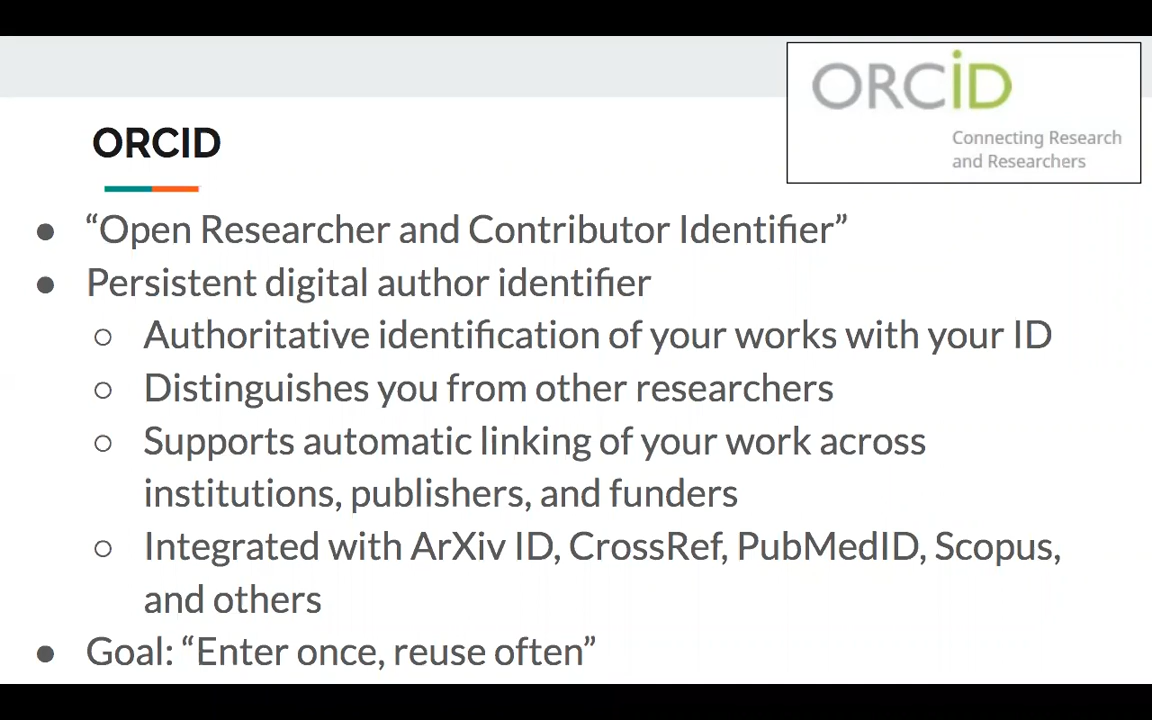 ORCiD
Connecting Research
and Researchers
ORCID
● “Open Researcher and Contributor Identifier”
● Persistent digital author identifier
○ Authoritative identification of your works with your ID
○ Distinguishes you from other researchers
○ Supports automatic linking of your work across
institutions, publishers, and funders
○ Integrated with ArXiv ID, CrossRef, PubMedID, Scopus,
and others
● Goal: “Enter once, reuse often”